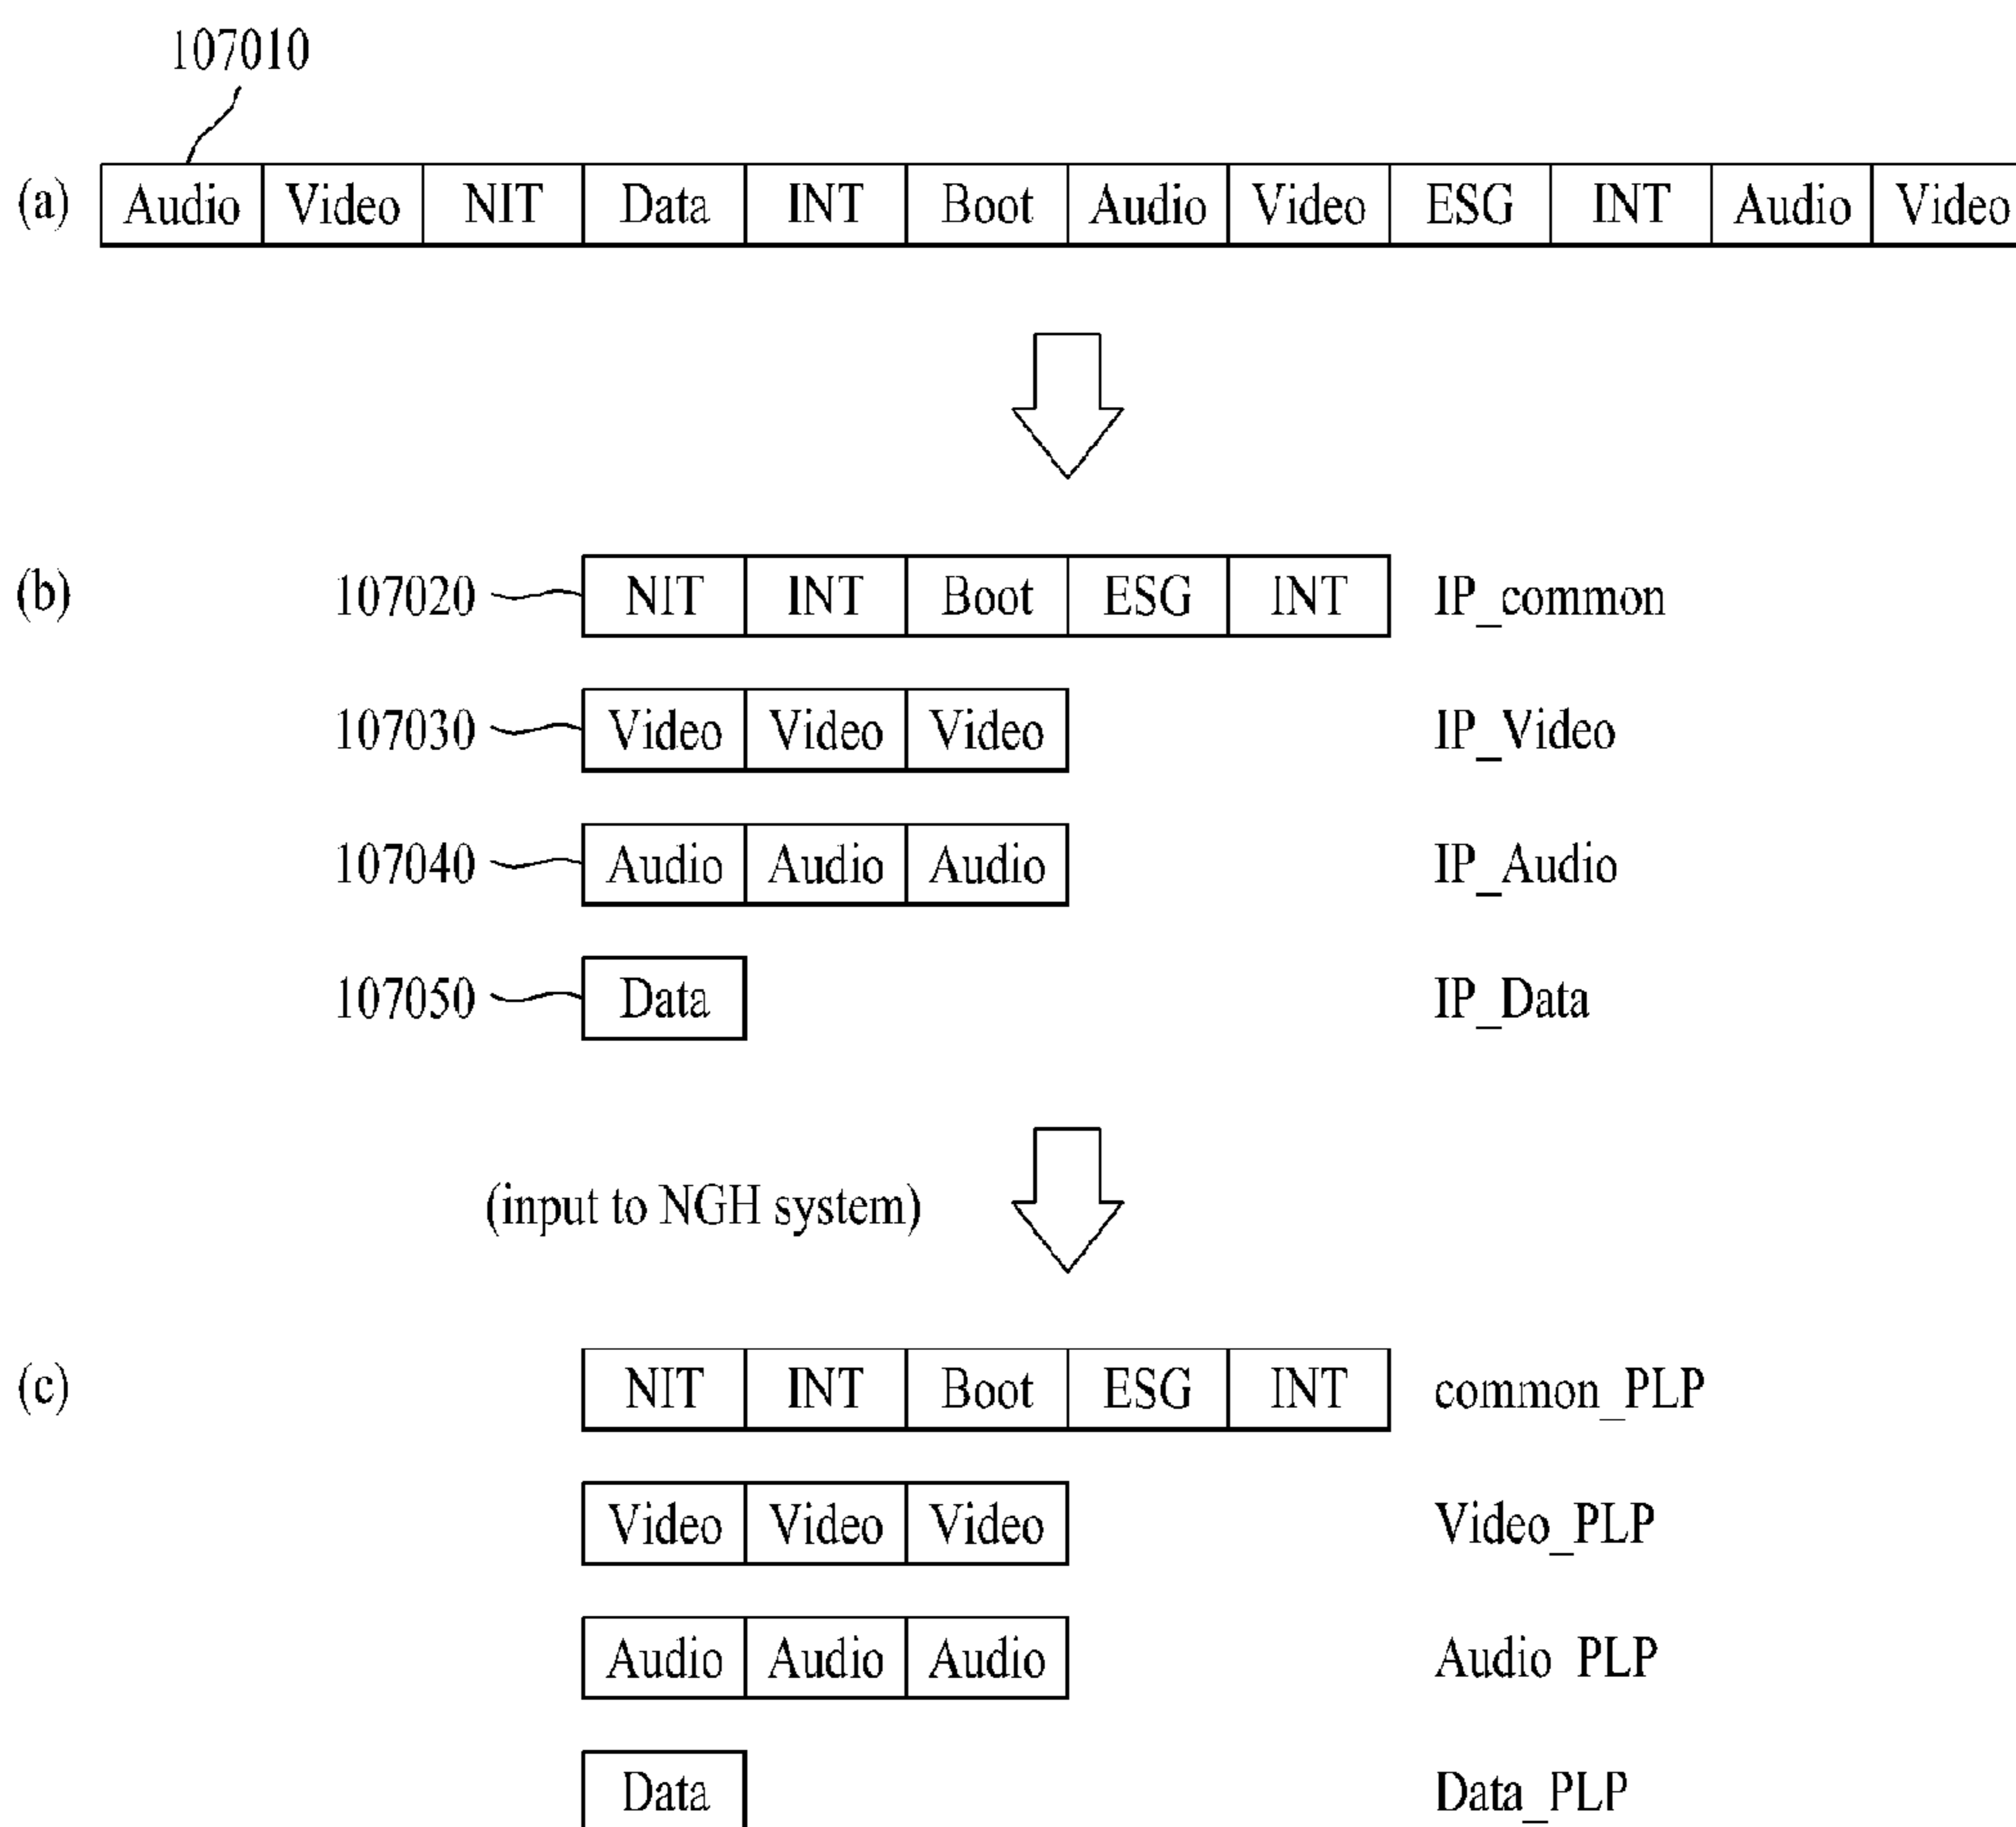 107010
(a) Audio Video NIT Data INT Boot Audio Video ESG INT Audio Video
(b) 107020 NIT INT Boot ESG INT IP_common
107030 Video Video Video IP_Video
107040 Audio Audio Audio IP_Audio
107050 Data IP_Data
(input to NGH system)
(c) NIT INT Boot ESG INT common_PLP
Video Video Video Video_PLP
Audio Audio Audio Audio PLP
Data Data_PLP